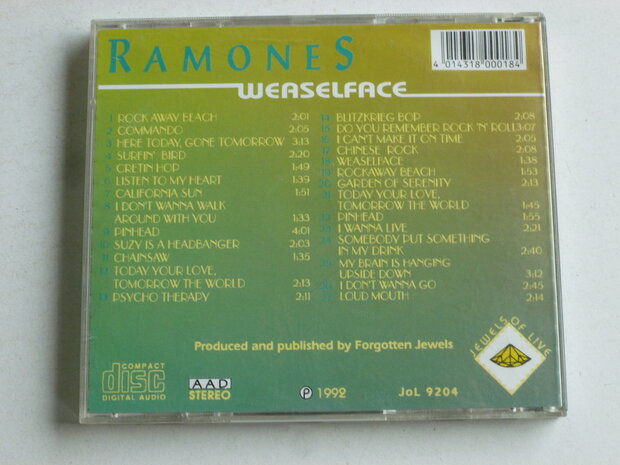 RAMONES
WEASELFACE
4 014318 000184
1 ROCK AWAY BEACH 2:01
2 COMMANDO 2:05
3 HERE TODAY, GONE TOMORROW 3:13
4 SURFIN' BIRD 2:20
5 CRETIN HOP 1:49
6 LISTEN TO MY HEART 1:39
7 CALIFORNIA SUN 1:51
8 I DON'T WANNA WALK
AROUND WITH YOU 1:33
9 PINHEAD 4:01
10 SUZY IS A HEADBANGER 2:03
11 CHAINSAW 1:35
12 TODAY YOUR LOVE,
TOMORROW THE WORLD 2:13
13 PSYCHO THERAPY 2:11
14 BLITZKRIEG BOP 2:08
15 DO YOU REMEMBER ROCK 'N' ROLL 3:07
16 I CAN'T MAKE IT ON TIME 2:05
17 CHINESE ROCK 2:08
18 WEASELFACE 1:38
19 ROCKAWAY BEACH 1:53
20 GARDEN OF SERENITY 2:13
21 TODAY YOUR LOVE,
TOMORROW THE WORLD 1:45
22 PINHEAD 1:55
23 I WANNA LIVE 2:21
24 SOMEBODY PUT SOMETHING
IN MY DRINK 2:40
25 MY BRAIN IS HANGING
UPSIDE DOWN 3:12
26 I DON'T WANNA GO 1:45
27 LOUD MOUTH 2:14
Produced and published by Forgotten Jewels
JEWELS OF LIVE
COMPACT
disc
DIGITAL AUDIO
AAD
STEREO
℗ 1992
JoL 9204